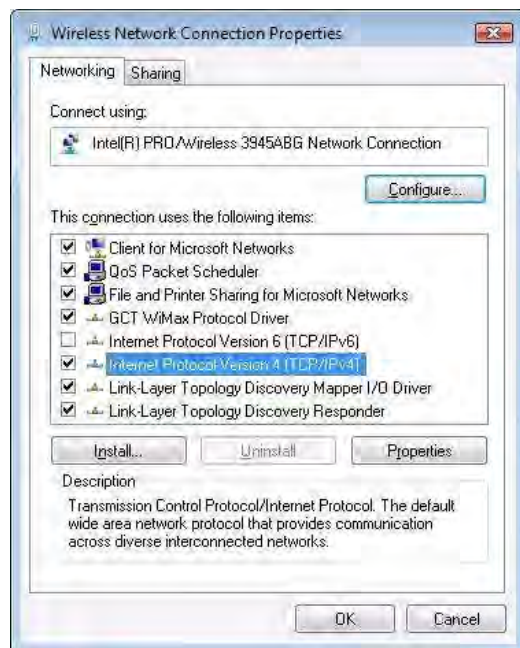 Wireless Network Connection Properties
Networking
Sharing
Connect using:
Intel(R) PRO/Wireless 3945ABG Network Connection
Configure...
This connection uses the following items:
Client for Microsoft Networks
QoS Packet Scheduler
File and Printer Sharing for Microsoft Networks
GCT WiMax Protocol Driver
Internet Protocol Version 6 (TCP/IPv6)
Internet Protocol Version 4 (TCP/IPv4)
Link-Layer Topology Discovery Mapper I/O Driver
Link-Layer Topology Discovery Responder
Install...
Uninstall
Properties
Description
Transmission Control Protocol/Internet Protocol. The default
wide area network protocol that provides communication
across diverse interconnected networks.
OK
Cancel